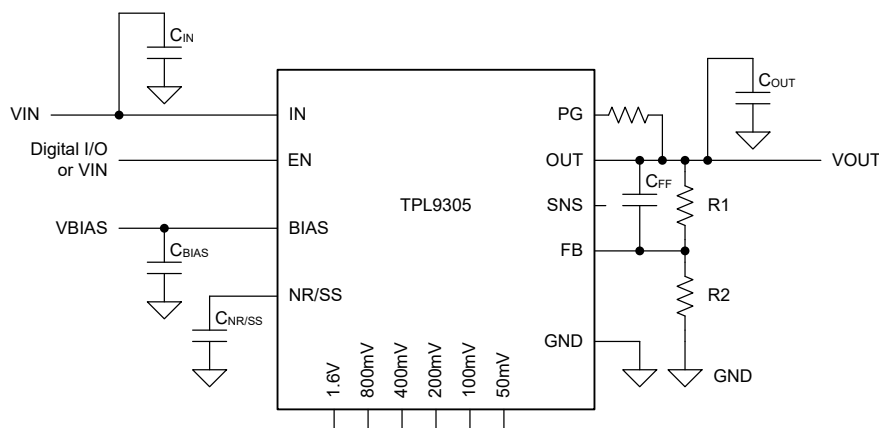 CIN
VIN
IN
PG
COUT
Digital I/O
or VIN
EN
OUT
VOUT
CFF
TPL9305
SNS
R1
VBIAS
BIAS
FB
CBIAS
NR/SS
R2
CNR/SS
GND
GND
1.6V
800mV
400mV
200mV
100mV
50mV